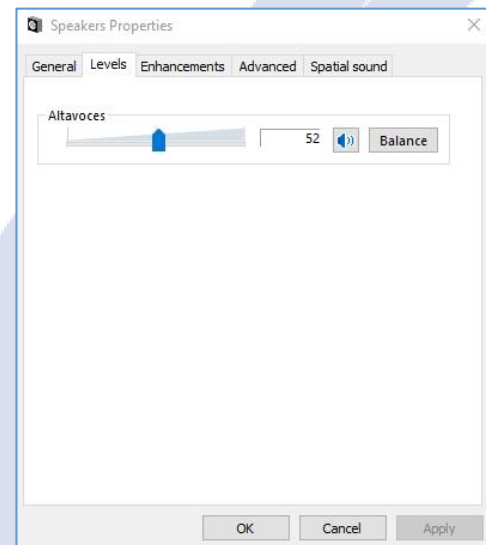 Speakers Properties
General Levels Enhancements Advanced Spatial sound
Altavoces
52 Balance
OK Cancel Apply